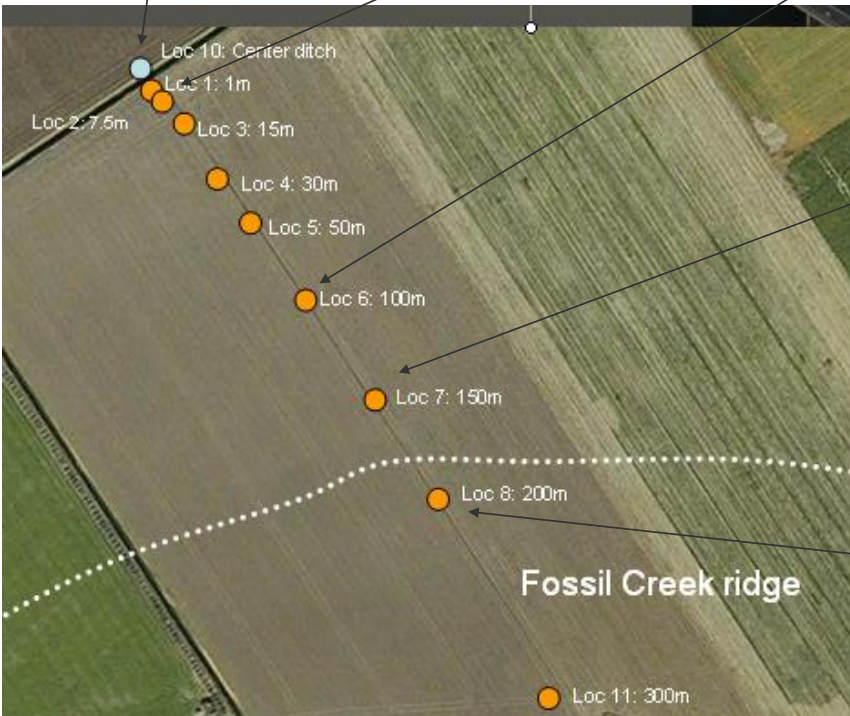 Loc 10: Center ditch
Loc 1: 1m
Loc 2: 7.5m
Loc 3: 15m
Loc 4: 30m
Loc 5: 50m
Loc 6: 100m
Loc 7: 150m
Loc 8: 200m
Fossil Creek ridge
Loc 11: 300m